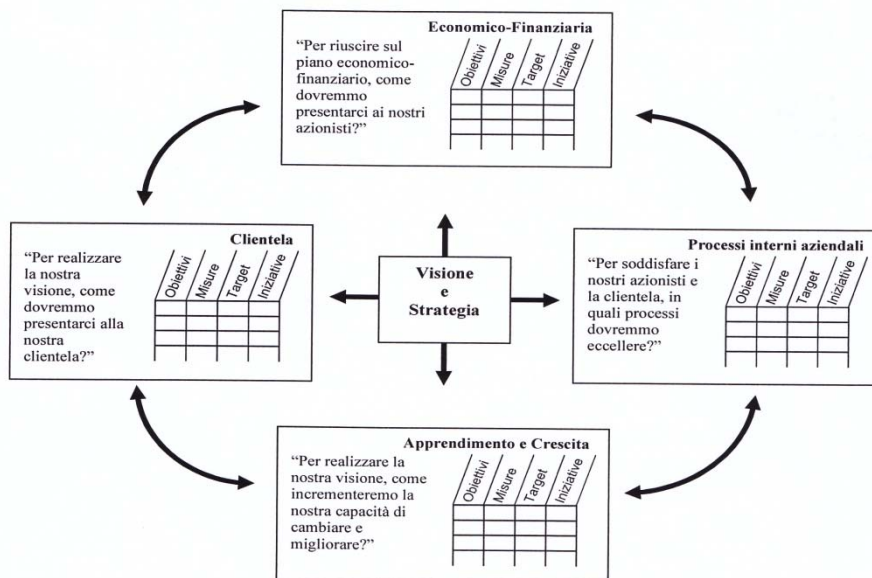 Economico-Finanziaria
“Per riuscire sul
piano economico-
finanziario, come
dovremmo
presentarci ai nostri
azionisti?”
Obiettivi
Misure
Target
Iniziative
Clientela
“Per realizzare
la nostra
visione, come
dovremmo
presentarci alla
nostra
clientela?”
Obiettivi
Misure
Target
Iniziative
Visione
e
Strategia
Processi interni aziendali
“Per soddisfare i
nostri azionisti e
la clientela, in
quali processi
dovremmo
eccellere?”
Obiettivi
Misure
Target
Iniziative
Apprendimento e Crescita
“Per realizzare la
nostra visione, come
incrementeremo la
nostra capacità di
cambiare e
migliorare?”
Obiettivi
Misure
Target
Iniziative